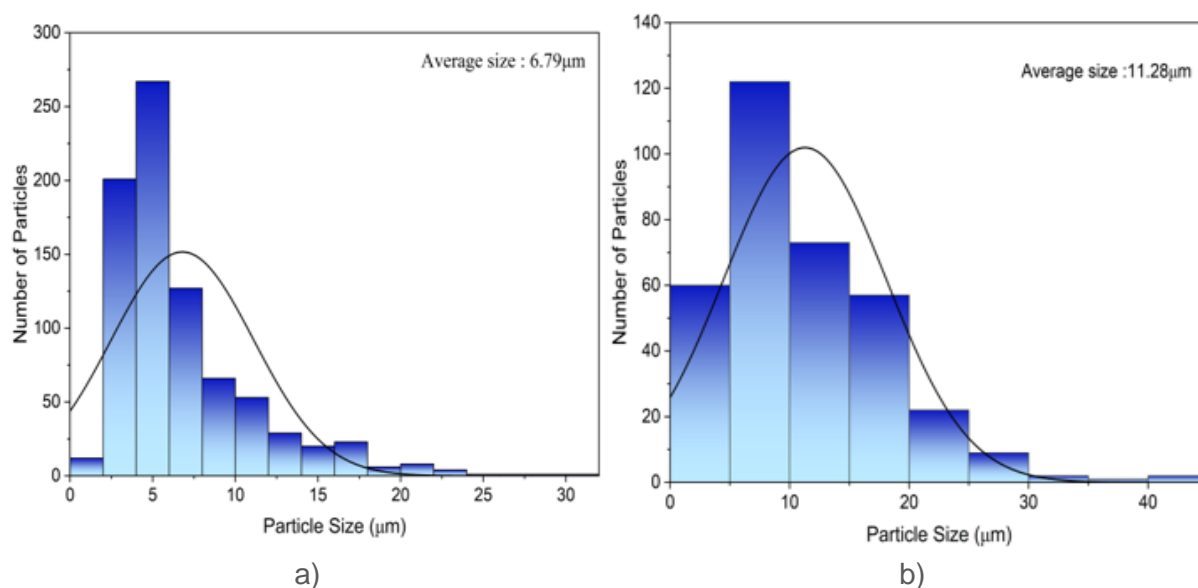 300
250
200
150
100
50
0
Number of Particles
Average size : 6.79μm
0 5 10 15 20 25 30
Particle Size (μm)
a)
140
120
100
80
60
40
20
0
Number of Particles
Average size :11.28μm
0 10 20 30 40
Particle Size (μm)
b)